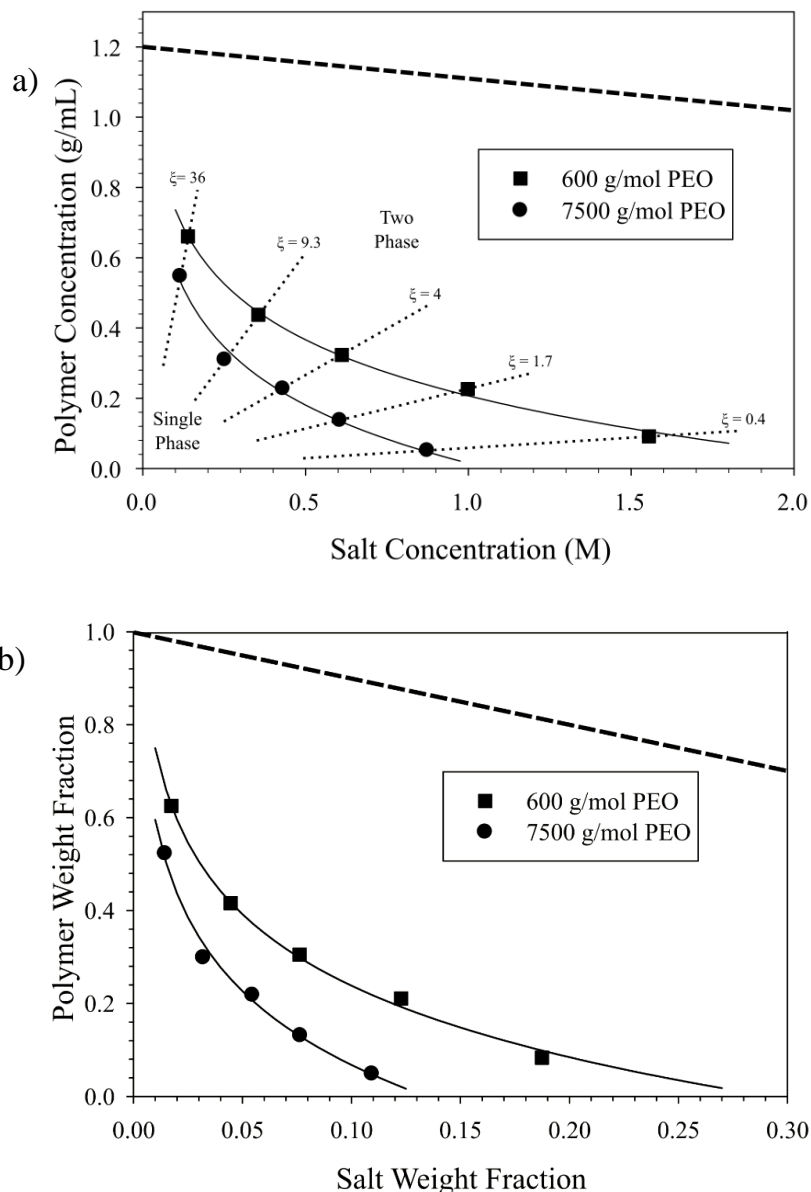 a)
Polymer Concentration (g/mL)
1.2
1.0
0.8
0.6
0.4
0.2
0.0
ξ= 36
ξ = 9.3
ξ = 4
ξ = 1.7
ξ = 0.4
Two
Phase
Single
Phase
600 g/mol PEO
7500 g/mol PEO
0.0 0.5 1.0 1.5 2.0
Salt Concentration (M)
b)
Polymer Weight Fraction
1.0
0.8
0.6
0.4
0.2
0.0
600 g/mol PEO
7500 g/mol PEO
0.00 0.05 0.10 0.15 0.20 0.25 0.30
Salt Weight Fraction